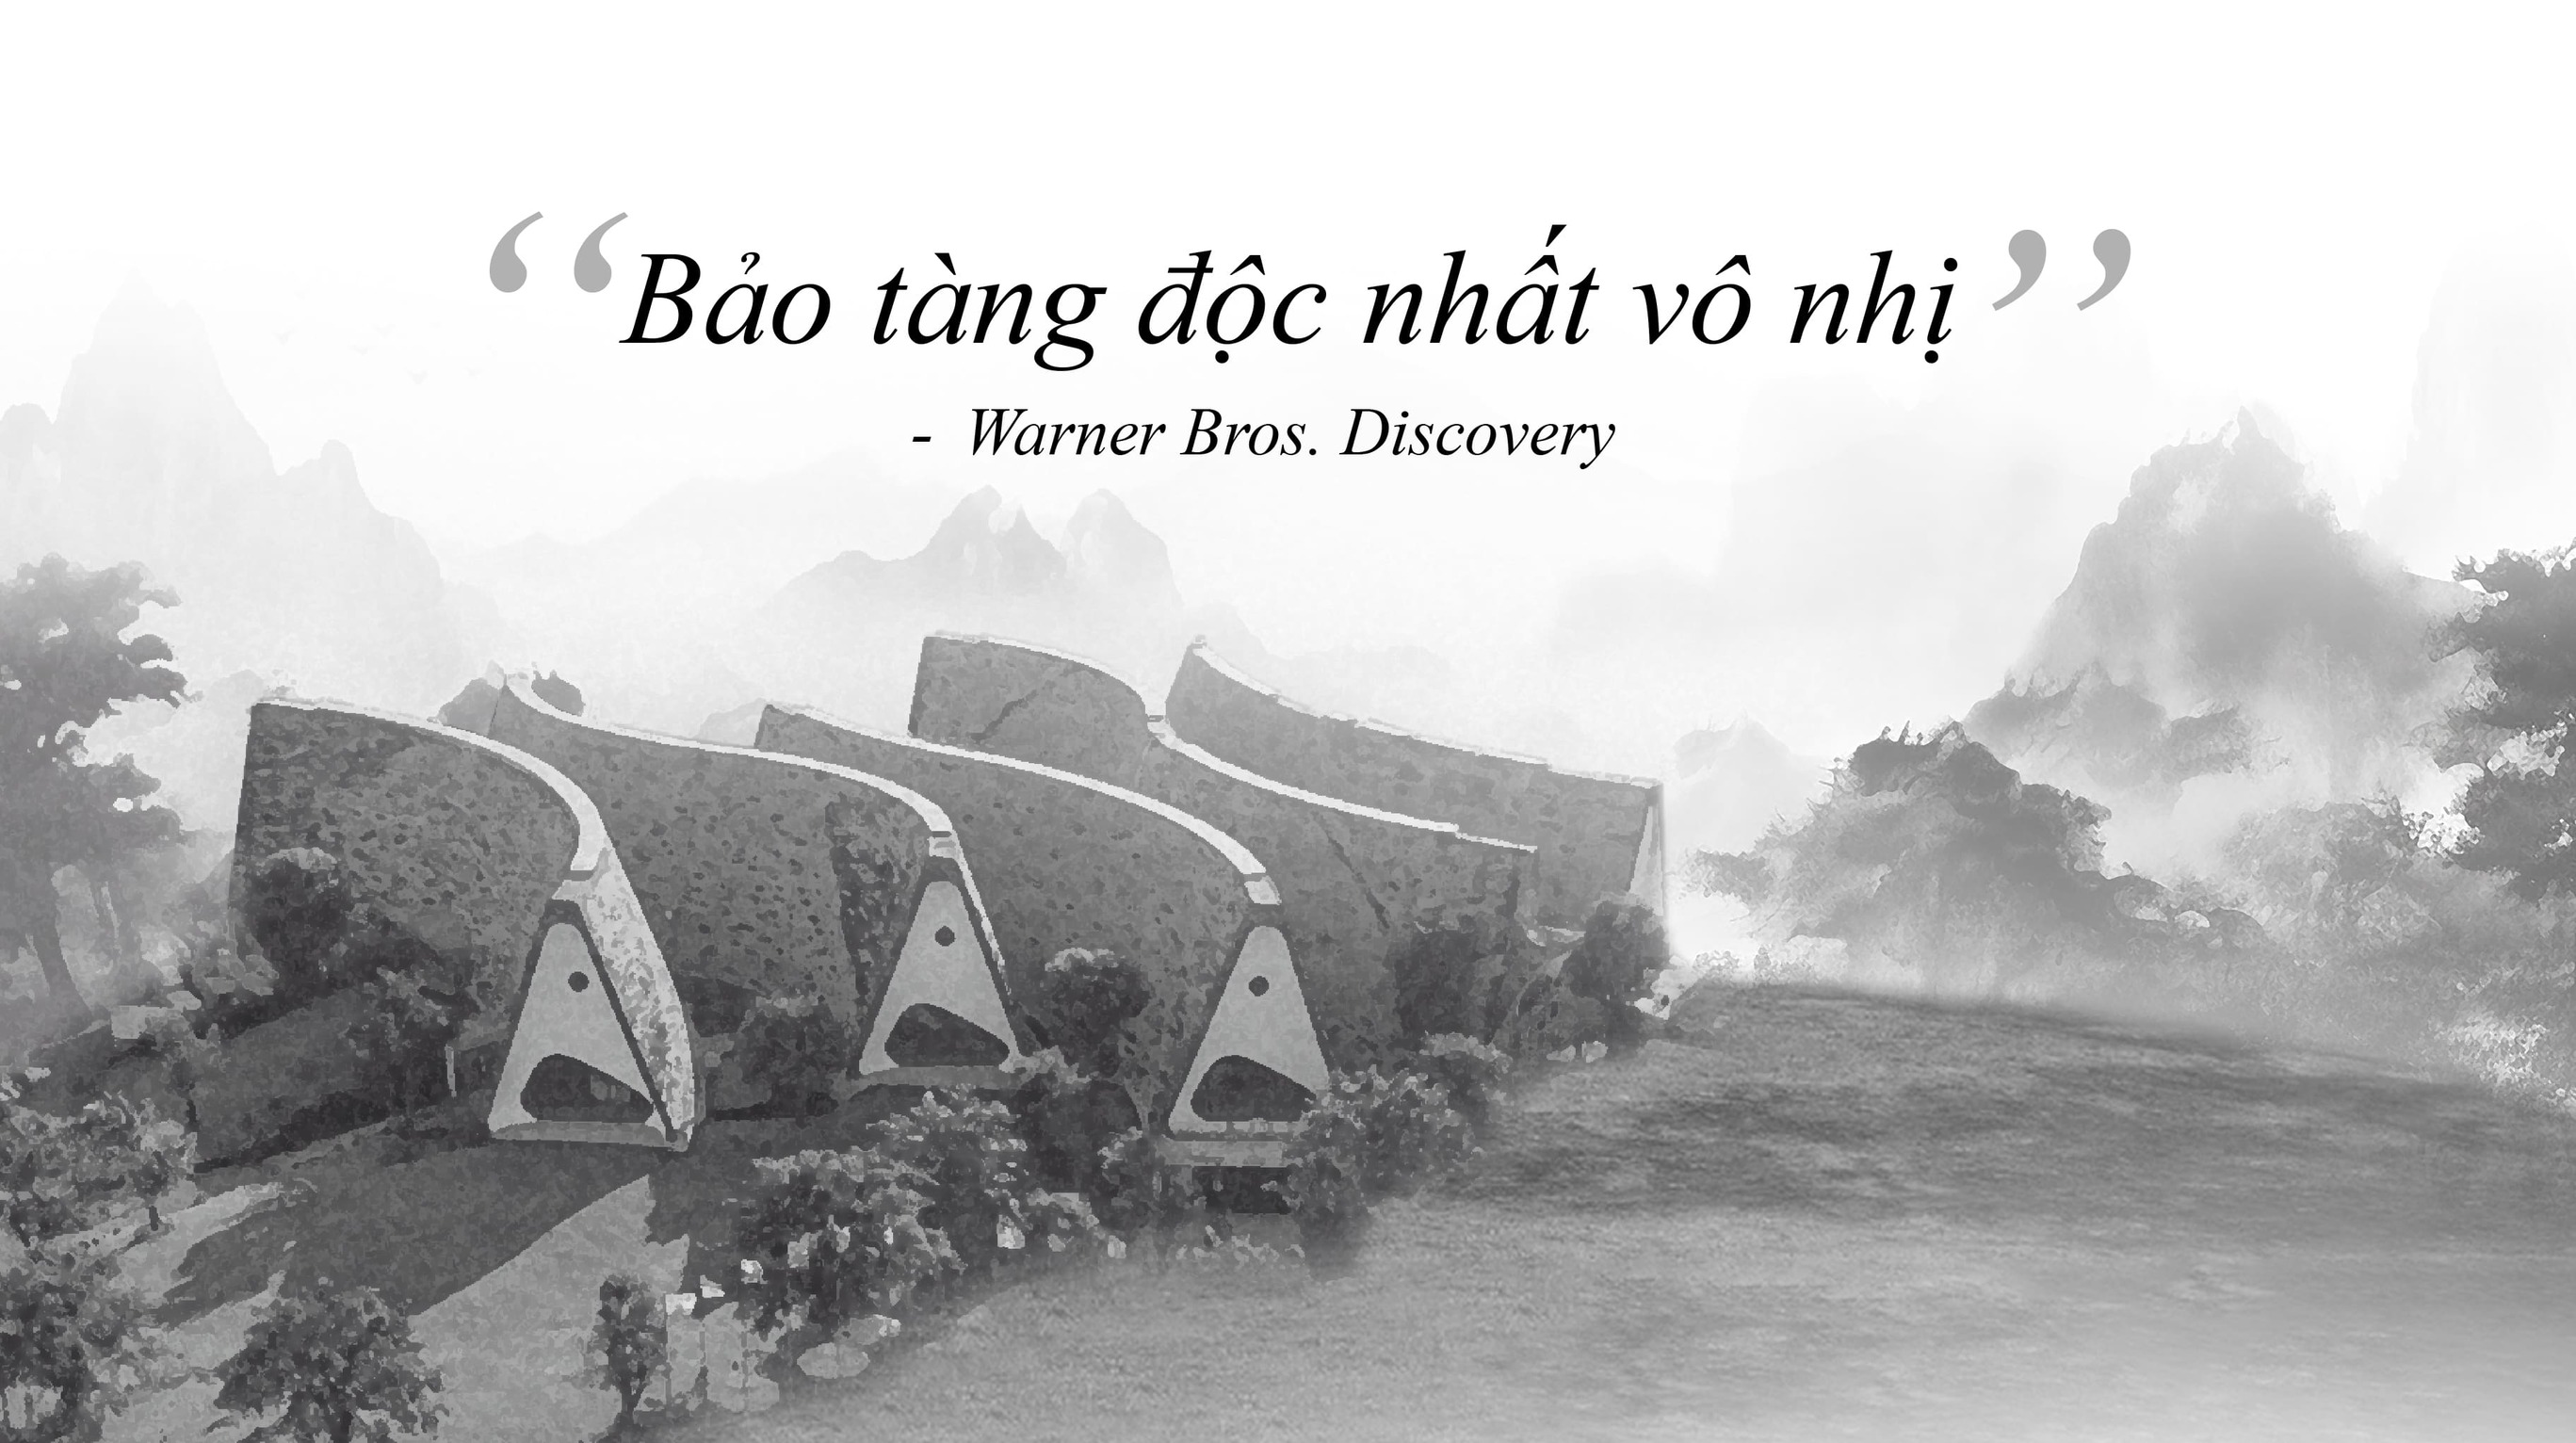 “Bảo tàng độc nhất vô nhị”
- Warner Bros. Discovery